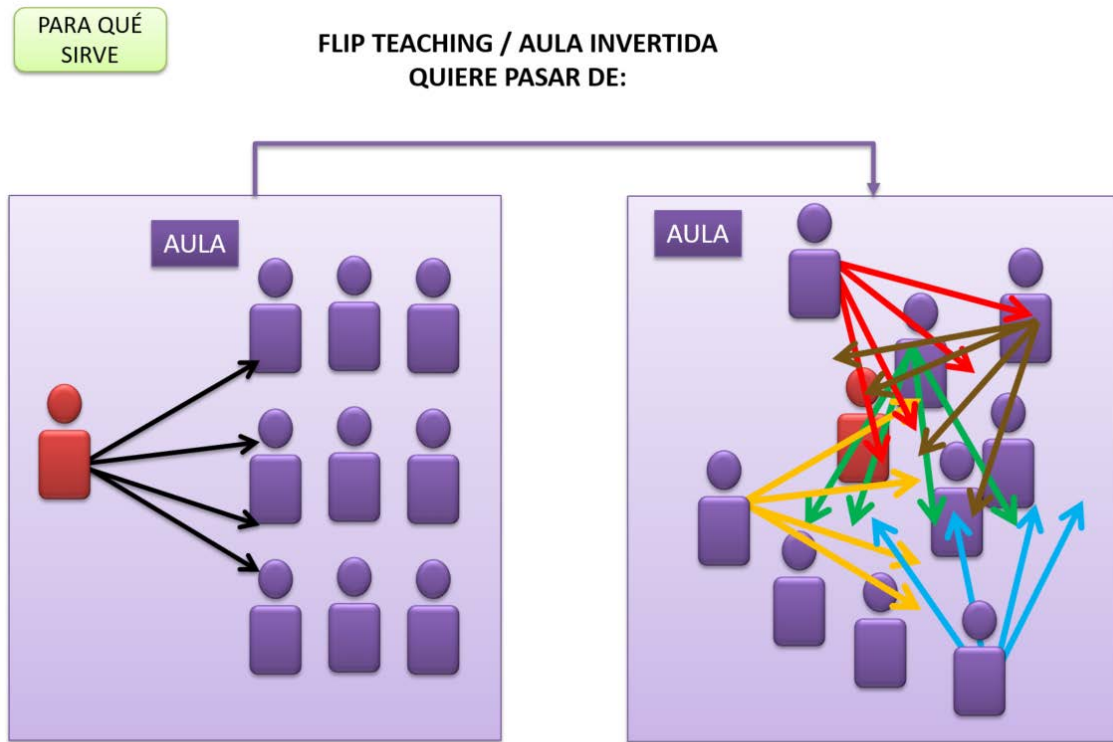 PARA QUÉ
SIRVE
FLIP TEACHING / AULA INVERTIDA
QUIERE PASAR DE:
AULA
AULA